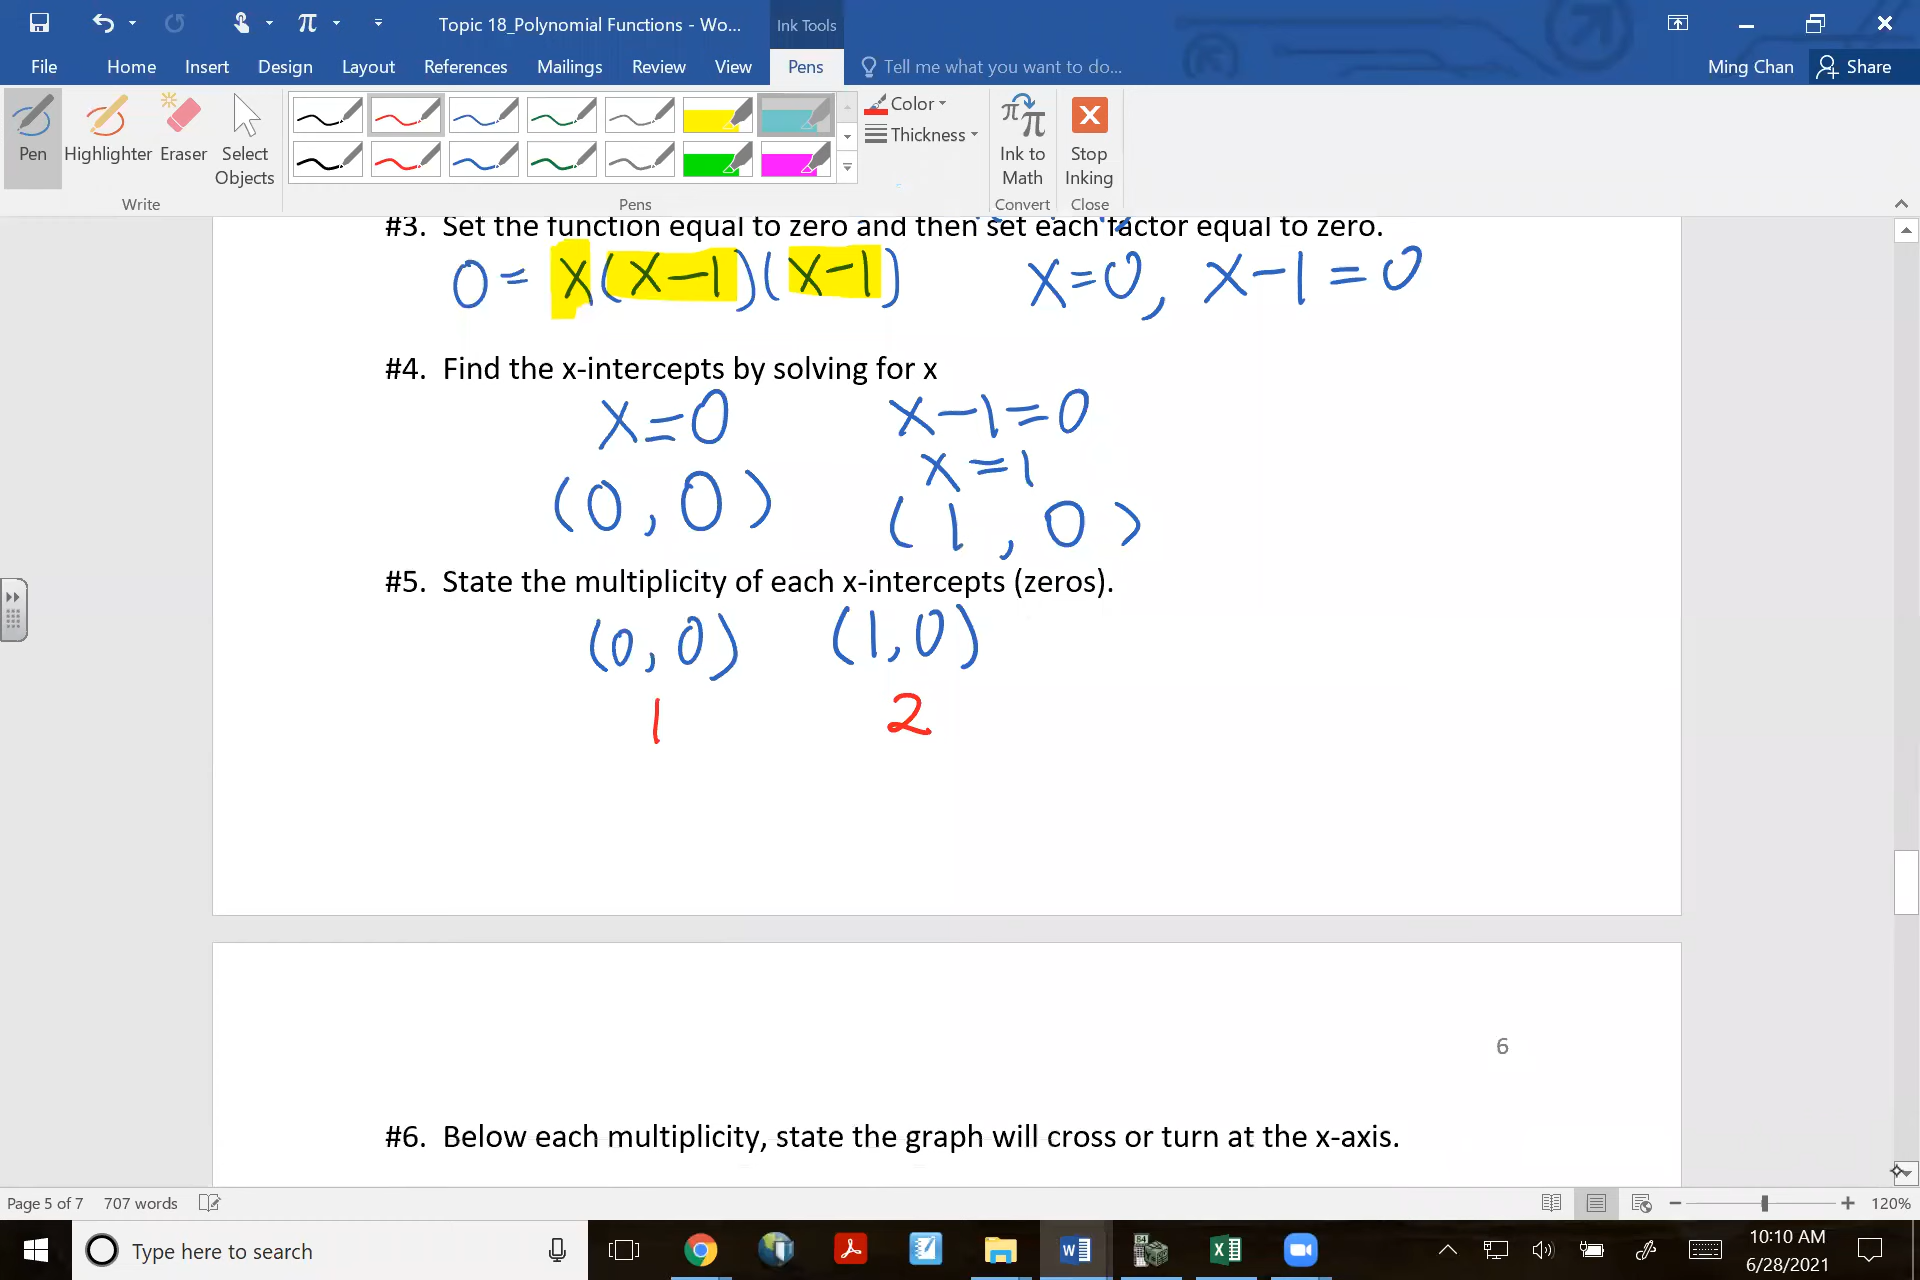 Topic 18_Polynomial Functions - Wo...
Ink Tools
File Home Insert Design Layout References Mailings Review View Pens Tell me what you want to do... Ming Chan Share
Pen Highlighter Eraser Select Objects
Color
Thickness
Ink to Math
Stop Inking
Write Pens Convert Close
#3. Set the function equal to zero and then set each factor equal to zero.
0 = x(x-1)(x-1) x=0, x-1=0
#4. Find the x-intercepts by solving for x
x=0 x-1=0
x=1
(0,0) (1,0)
#5. State the multiplicity of each x-intercepts (zeros).
(0,0) (1,0)
1 2
6
#6. Below each multiplicity, state the graph will cross or turn at the x-axis.
Page 5 of 7 707 words 120%
Type here to search
10:10 AM
6/28/2021